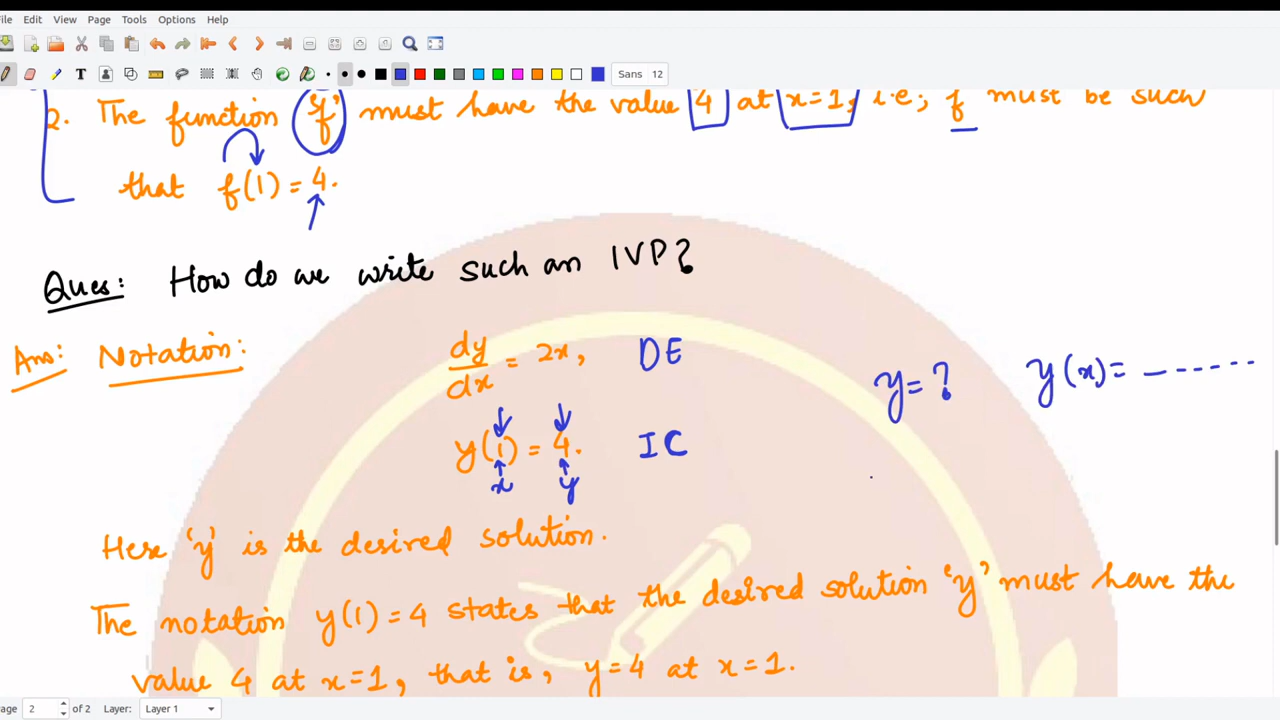 File Edit View Page Tools Options Help
Sans 12
2. The function 'f' must have the value 4 at x=1, i.e; f must be such
that f(1) = 4.
Ques: How do we write such an IVP?
Ans: Notation: dy/dx = 2x, DE
y = ? y(x) = - - - - - - -
y(1) = 4. IC
x y
Here 'y' is the desired solution.
The notation y(1) = 4 states that the desired solution 'y' must have the
value 4 at x=1, that is, y=4 at x=1.
Page 2 of 2 Layer: Layer 1